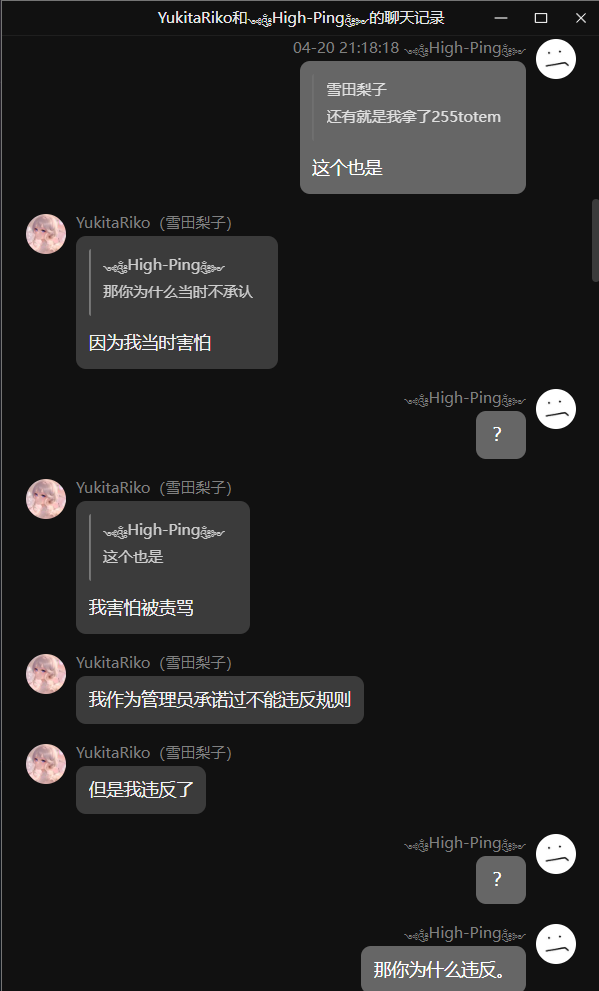 YukitaRiko和༺High-Ping༻的聊天记录
04-20 21:18:18 ༺High-Ping༻
雪田梨子
还有就是我拿了255totem
这个也是
YukitaRiko（雪田梨子）
༺High-Ping༻
那你为什么当时不承认
因为我当时害怕
༺High-Ping༻
？
YukitaRiko（雪田梨子）
༺High-Ping༻
这个也是
我害怕被责骂
YukitaRiko（雪田梨子）
我作为管理员承诺过不能违反规则
YukitaRiko（雪田梨子）
但是我违反了
༺High-Ping༻
？
༺High-Ping༻
那你为什么违反。